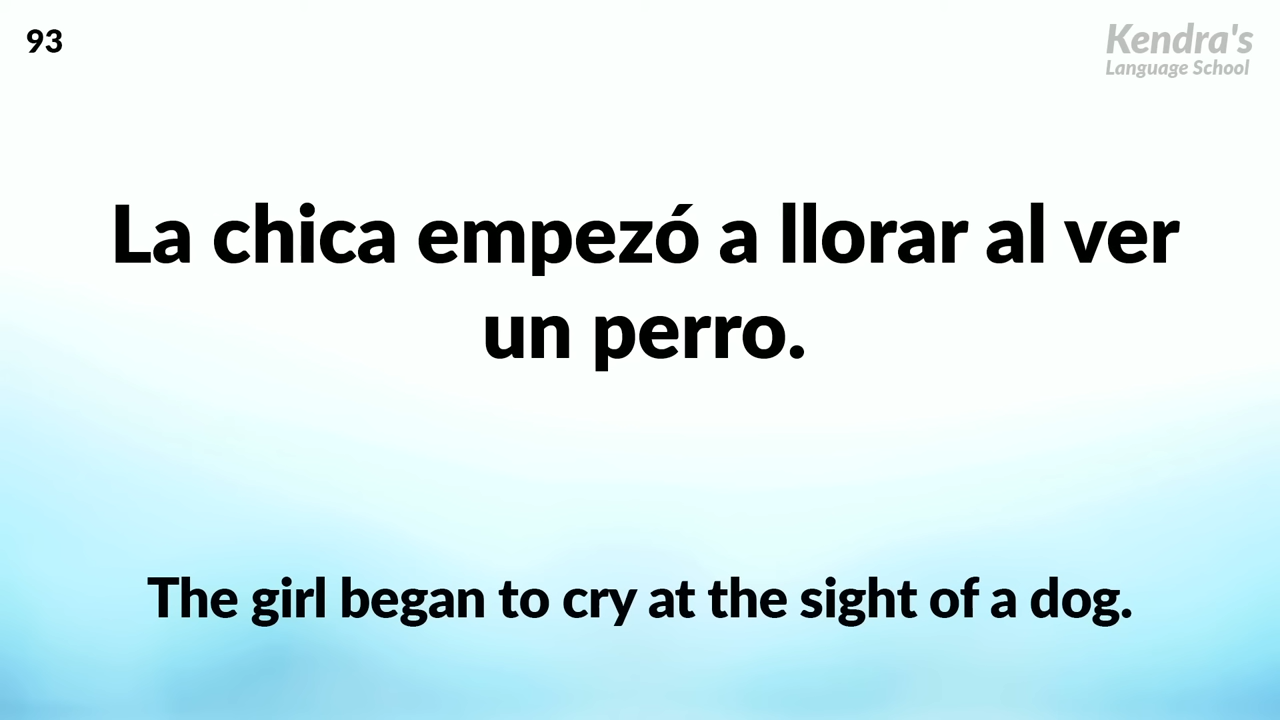 93
Kendra's
Language School
La chica empezó a llorar al ver
un perro.
The girl began to cry at the sight of a dog.